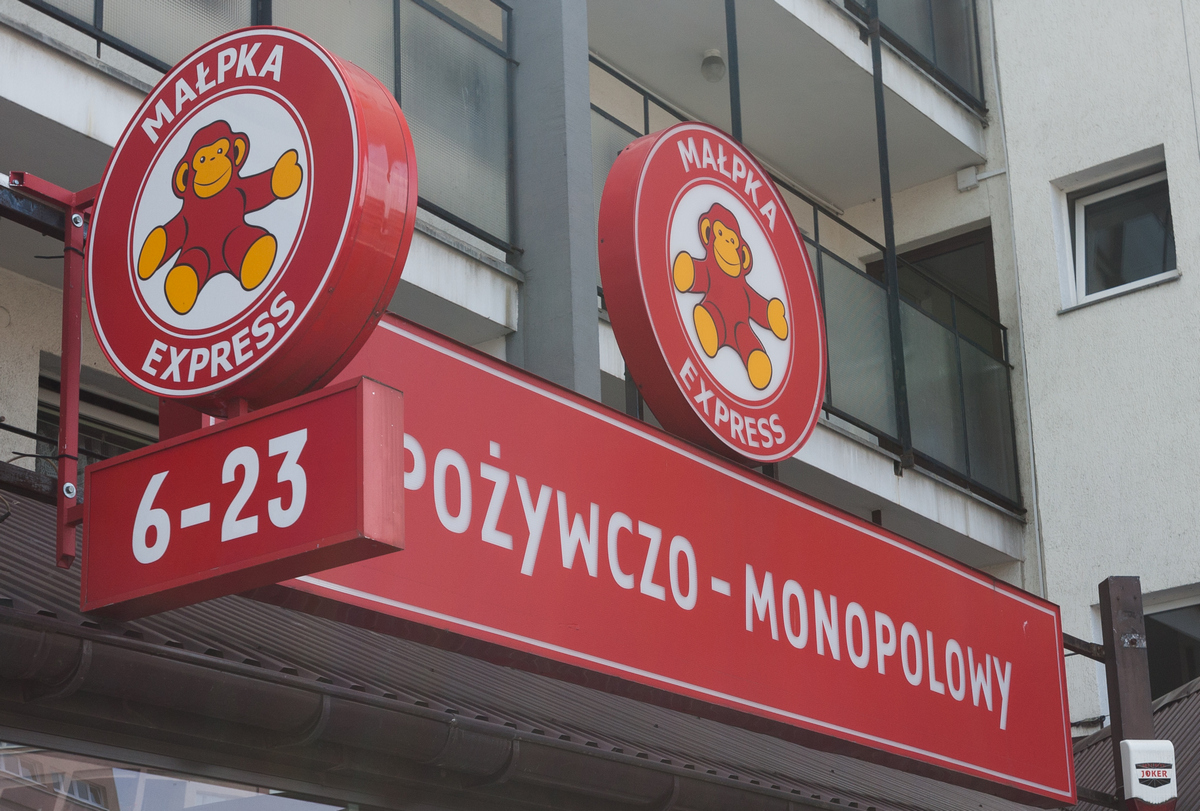 MAŁPKA
EXPRESS
6-23
MAŁPKA
EXPRESS
POŻYWCZO-MONOPOLOWY
JOKER